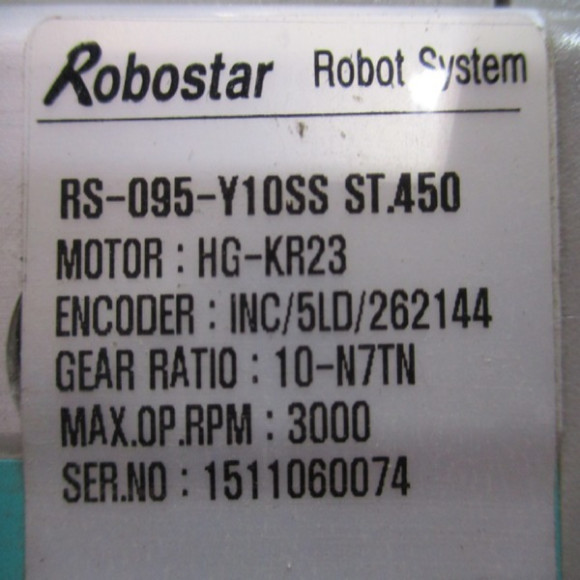 Robostar Robot System
RS-095-Y10SS ST.450
MOTOR : HG-KR23
ENCODER : INC/5LD/262144
GEAR RATIO : 10-N7TN
MAX.OP.RPM : 3000
SER.NO : 1511060074